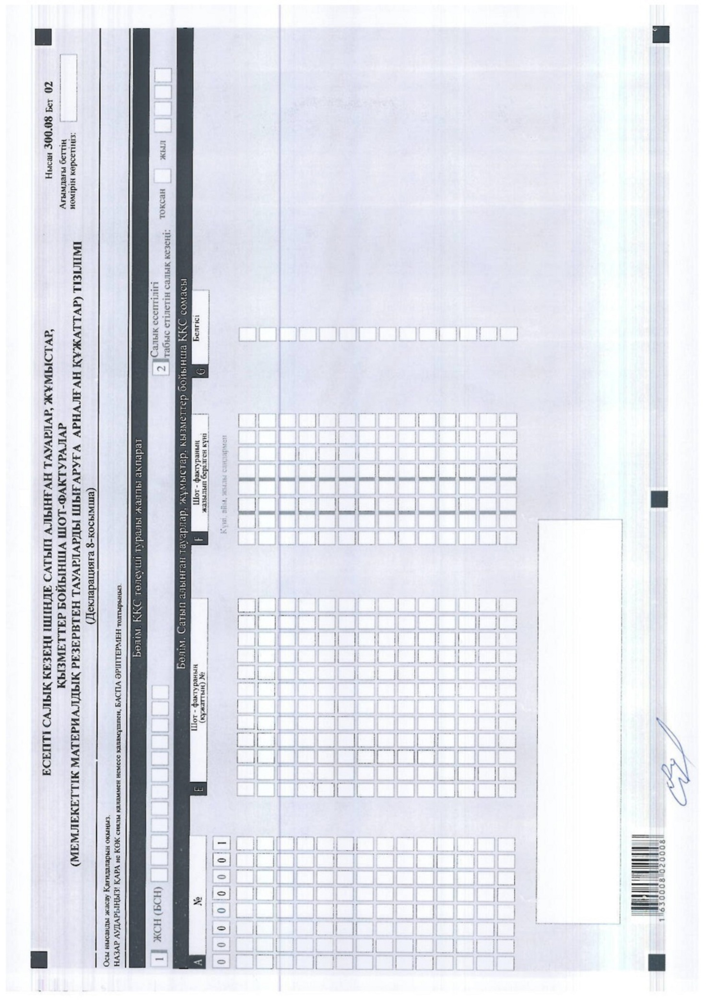 Нысан 300.08 Бет 02
ЕСЕПТІ САЛЫҚ КЕЗЕҢІ ІШІНДЕ САТЫП АЛЫНҒАН ТАУАРЛАР, ЖҰМЫСТАР,
ҚЫЗМЕТТЕР БОЙЫНША ШОТ-ФАКТУРАЛАР
(МЕМЛЕКЕТТІК МАТЕРИАЛДЫҚ РЕЗЕРВТЕН ТАУАРЛАРДЫ ШЫҒАРУҒА АРНАЛҒАН ҚҰЖАТТАР) ТІЗІЛІМІ
(Декларацияға 8-қосымша)
Ағымдағы беттің
нөмірін көрсетіңіз:
Осы нысанды жасау Қағидаларын оқыңыз.
НАЗАР АУДАРЫҢЫЗ! ҚАРА не КӨК сиялы қаламмен немесе қаламұшпен, БАСПА ӘРІПТЕРМЕН толтырыңыз.
Бөлім. ҚҚС төлеуші туралы жалпы ақпарат
1 ЖСН (БСН)
2 Салық есептілігі
табыс етілетін салық кезеңі: тоқсан жыл
Бөлім. Сатып алынған тауарлар, жұмыстар, қызметтер бойынша ҚҚС сомасы
A №
E Шот - фактураның
(құжаттың) №
F Шот - фактураның
жазылып берілген күні
G Белгісі
Күні, айы, жылы сандармен
0 0 0 0 0 0 0 1
1 630008 020008